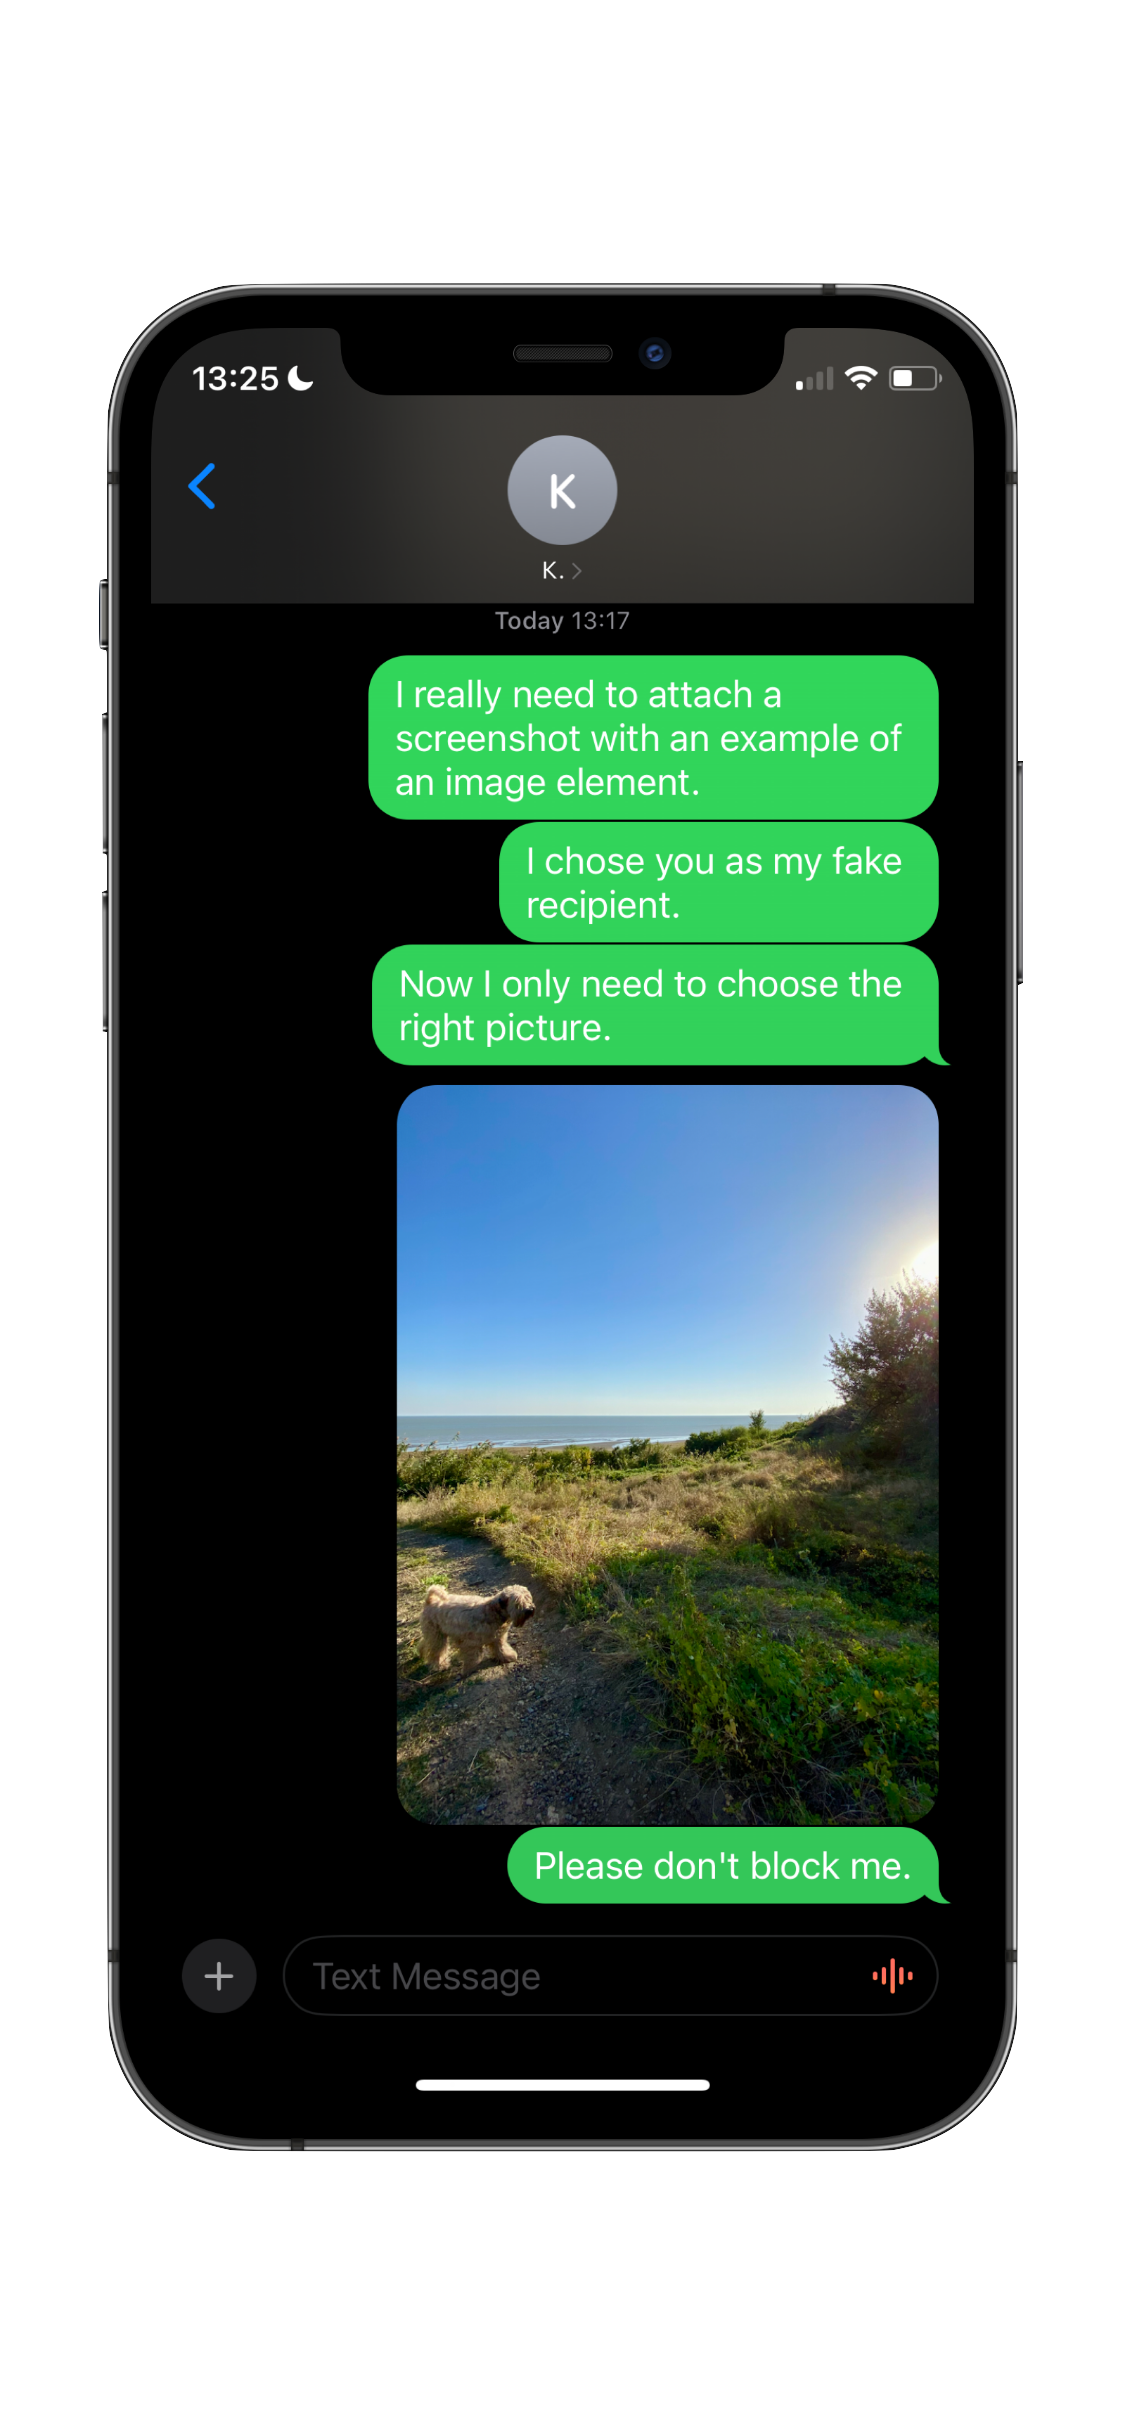 13:25
K
K.
Today 13:17
I really need to attach a
screenshot with an example of
an image element.
I chose you as my fake
recipient.
Now I only need to choose the
right picture.
Please don't block me.
Text Message